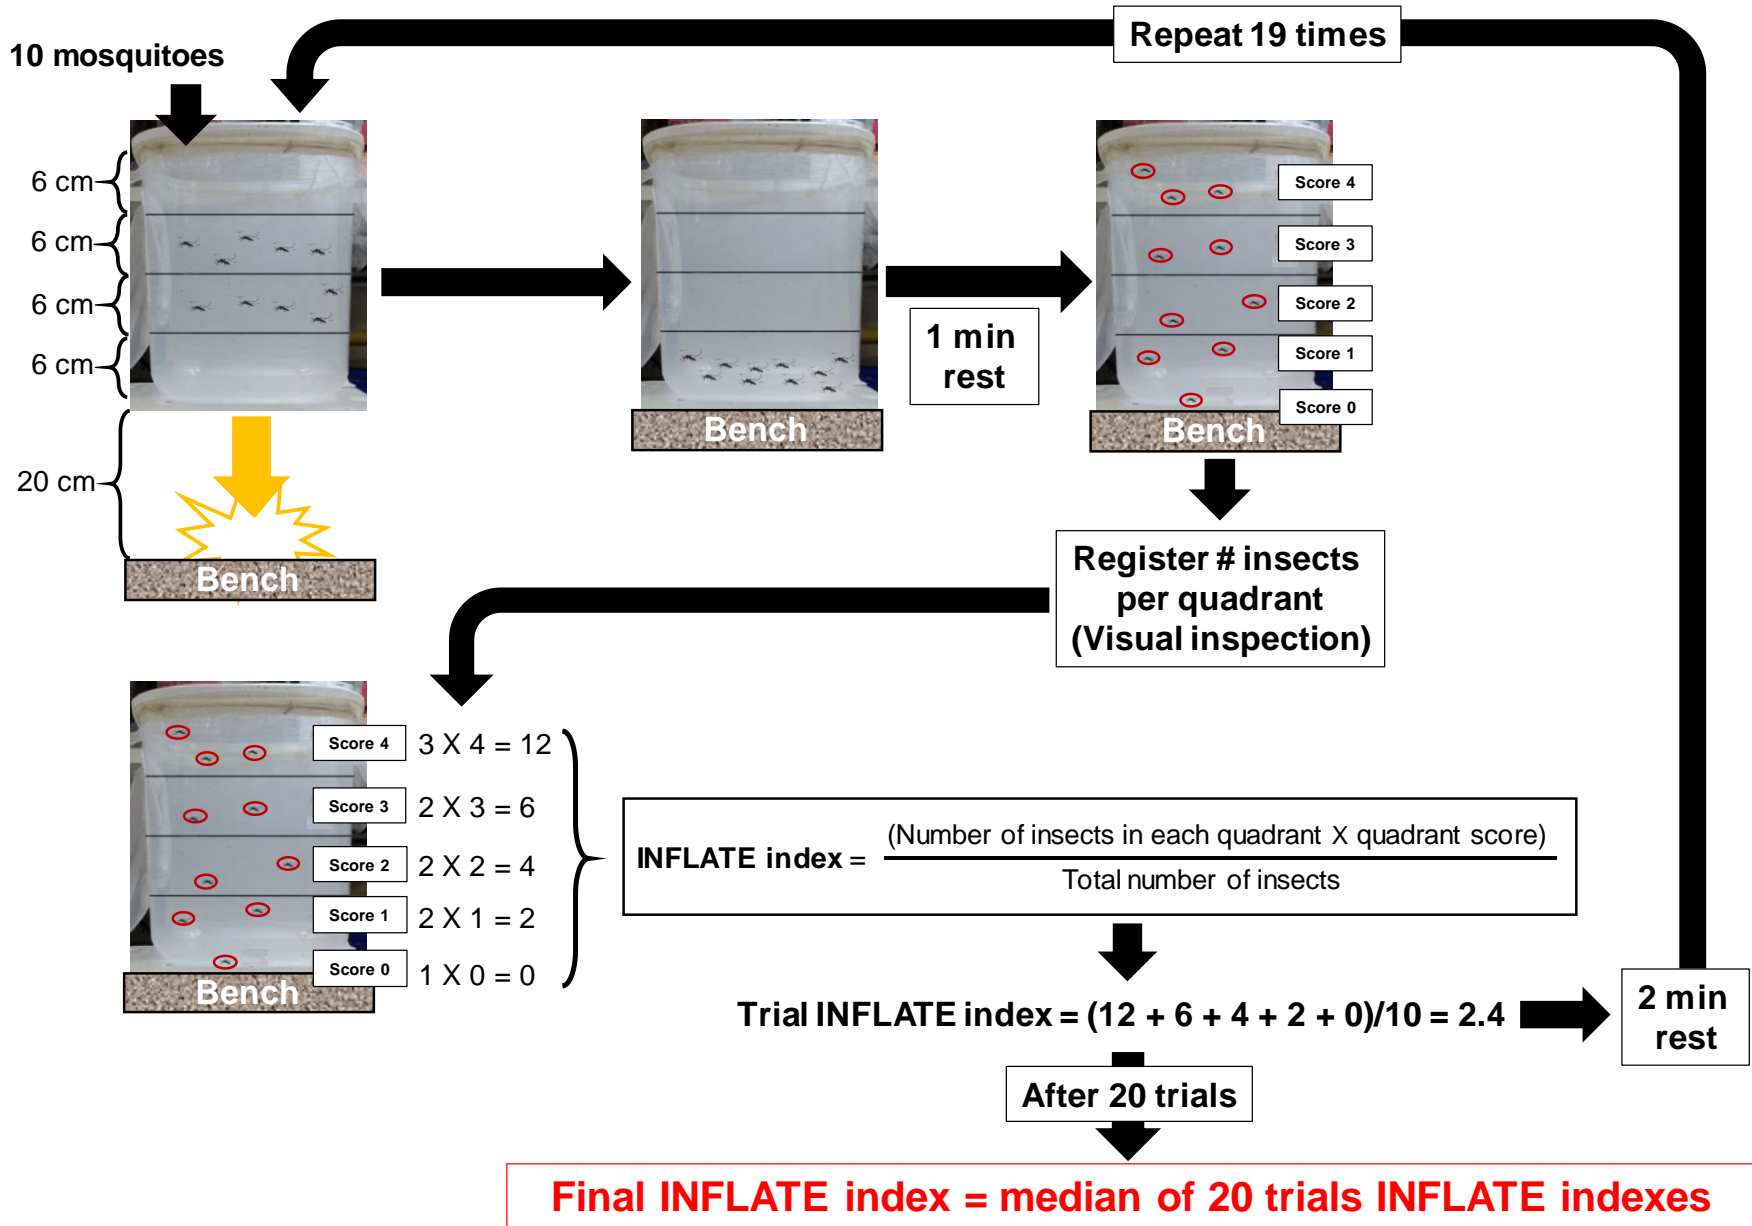 10 mosquitoes
Repeat 19 times
6 cm
6 cm
6 cm
6 cm
20 cm
Bench
Bench
1 min
rest
Score 4
Score 3
Score 2
Score 1
Score 0
Bench
Register # insects
per quadrant
(Visual inspection)
Score 4 3 X 4 = 12
Score 3 2 X 3 = 6
Score 2 2 X 2 = 4
Score 1 2 X 1 = 2
Score 0 1 X 0 = 0
Bench
INFLATE index = (Number of insects in each quadrant X quadrant score)
Total number of insects
Trial INFLATE index = (12 + 6 + 4 + 2 + 0)/10 = 2.4
2 min
rest
After 20 trials
Final INFLATE index = median of 20 trials INFLATE indexes